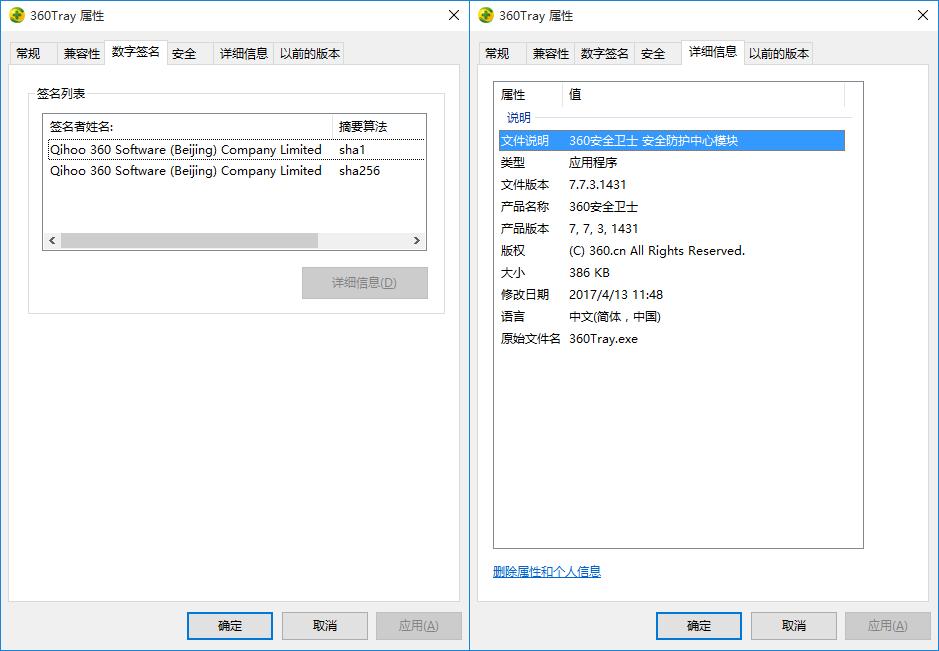 360Tray 属性
常规 兼容性 数字签名 安全 详细信息 以前的版本
签名列表
签名者姓名: 摘要算法
Qihoo 360 Software (Beijing) Company Limited sha1
Qihoo 360 Software (Beijing) Company Limited sha256
详细信息(D)
确定 取消 应用(A)
360Tray 属性
常规 兼容性 数字签名 安全 详细信息 以前的版本
属性 值
说明
文件说明 360安全卫士 安全防护中心模块
类型 应用程序
文件版本 7.7.3.1431
产品名称 360安全卫士
产品版本 7, 7, 3, 1431
版权 (C) 360.cn All Rights Reserved.
大小 386 KB
修改日期 2017/4/13 11:48
语言 中文(简体，中国)
原始文件名 360Tray.exe
删除属性和个人信息
确定 取消 应用(A)